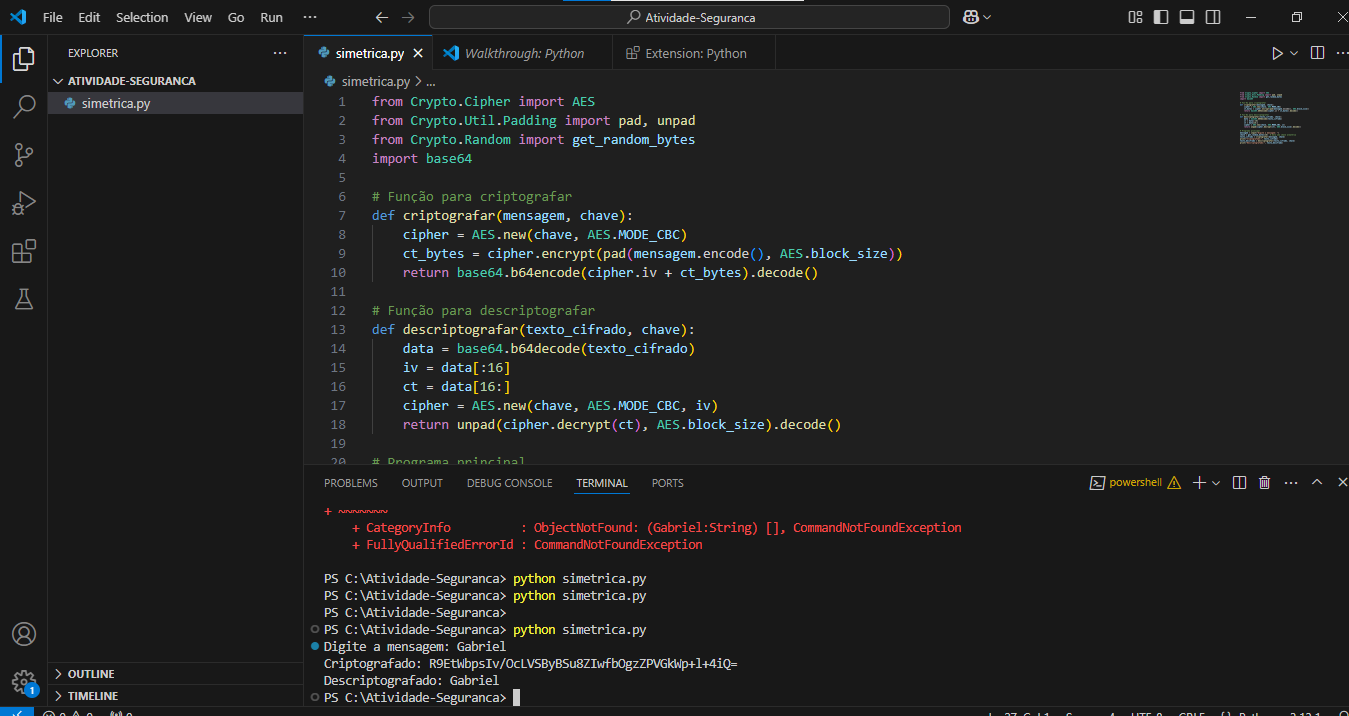 File Edit Selection View Go Run ··· Atividade-Seguranca
EXPLORER ···
ATIVIDADE-SEGURANCA
simetrica.py
OUTLINE
TIMELINE
simetrica.py Walkthrough: Python Extension: Python
simetrica.py > ...
1 from Crypto.Cipher import AES
2 from Crypto.Util.Padding import pad, unpad
3 from Crypto.Random import get_random_bytes
4 import base64
5
6 # Função para criptografar
7 def criptografar(mensagem, chave):
8 cipher = AES.new(chave, AES.MODE_CBC)
9 ct_bytes = cipher.encrypt(pad(mensagem.encode(), AES.block_size))
10 return base64.b64encode(cipher.iv + ct_bytes).decode()
11
12 # Função para descriptografar
13 def descriptografar(texto_cifrado, chave):
14 data = base64.b64decode(texto_cifrado)
15 iv = data[:16]
16 ct = data[16:]
17 cipher = AES.new(chave, AES.MODE_CBC, iv)
18 return unpad(cipher.decrypt(ct), AES.block_size).decode()
19
20 # Programa principal
PROBLEMS OUTPUT DEBUG CONSOLE TERMINAL PORTS powershell
+ ~~~~~~~
+ CategoryInfo : ObjectNotFound: (Gabriel:String) [], CommandNotFoundException
+ FullyQualifiedErrorId : CommandNotFoundException
PS C:\Atividade-Seguranca> python simetrica.py
PS C:\Atividade-Seguranca> python simetrica.py
PS C:\Atividade-Seguranca>
PS C:\Atividade-Seguranca> python simetrica.py
Digite a mensagem: Gabriel
Criptografado: R9EtWbpsIv/OcLVSByBSu8ZIwfbOgzZPVGkWp+l+4iQ=
Descriptografado: Gabriel
PS C:\Atividade-Seguranca>
1